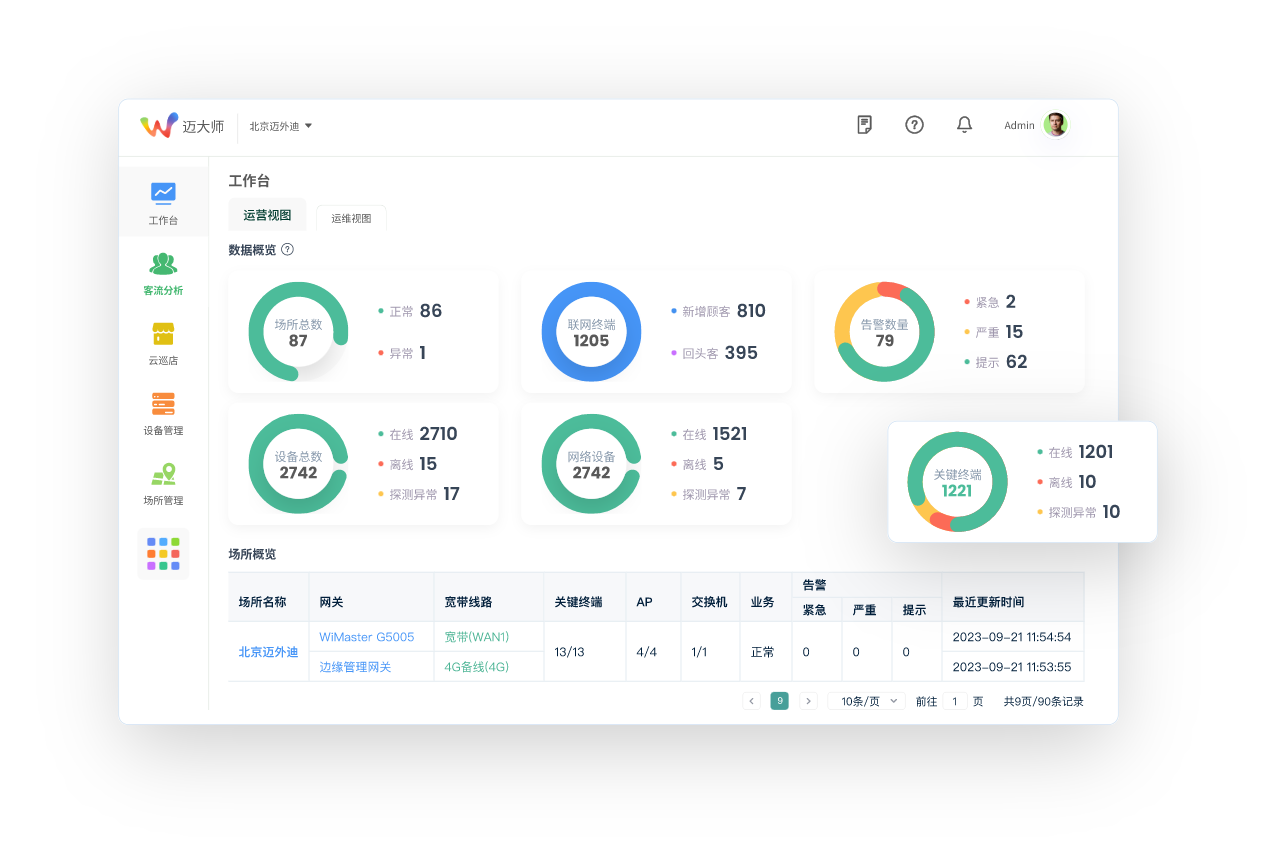 迈大师
北京迈外迪
Admin
工作台
客流分析
云巡店
设备管理
场所管理
工作台
运营视图
运维视图
数据概览 ?
场所总数
87
正常 86
异常 1
联网终端
1205
新增顾客 810
回头客 395
告警数量
79
紧急 2
严重 15
提示 62
设备总数
2742
在线 2710
离线 15
探测异常 17
网络设备
2742
在线 1521
离线 5
探测异常 7
关键终端
1221
在线 1201
离线 10
探测异常 10
场所概览
场所名称 网关 宽带线路 关键终端 AP 交换机 业务 告警 最近更新时间
紧急 严重 提示
北京迈外迪 WiMaster G5005 宽带(WAN1) 13/13 4/4 1/1 正常 0 0 0 2023-09-21 11:54:54
边缘管理网关 4G备线(4G) 2023-09-21 11:53:55
< 9 > 10条/页 前往 1 页 共9页/90条记录